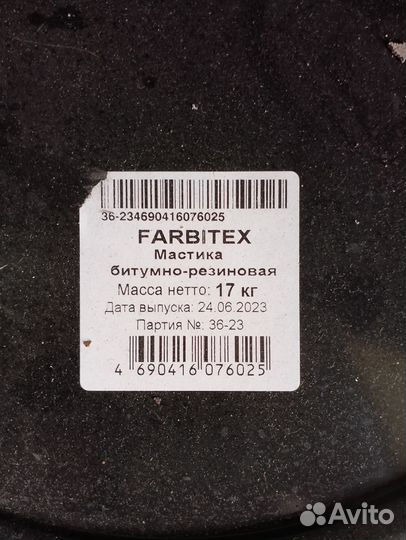 36-234690416076025
FARBITEX
Мастика
битумно-резиновая
Масса нетто: 17 кг
Дата выпуска: 24.06.2023
Партия №: 36-23
4 690416 076025
Avito